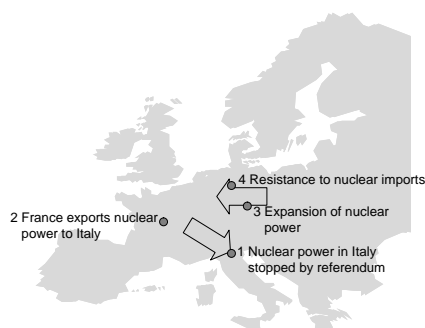 4 Resistance to nuclear imports
3 Expansion of nuclear
power
2 France exports nuclear
power to Italy
1 Nuclear power in Italy
stopped by referendum